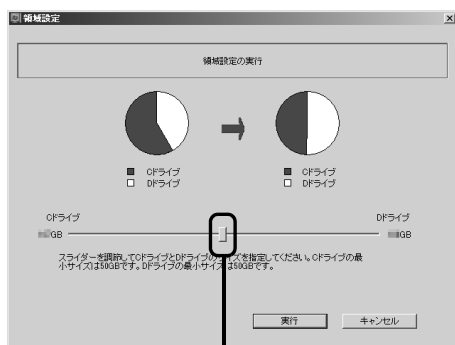 領域設定
領域設定の実行
Cドライブ
Dドライブ
Cドライブ
Dドライブ
Cドライブ
Dドライブ
GB
GB
スライダーを調節してCドライブとDドライブのサイズを指定してください。Cドライブの最
小サイズは50GBです。Dドライブの最小サイズは50GBです。
実行
キャンセル